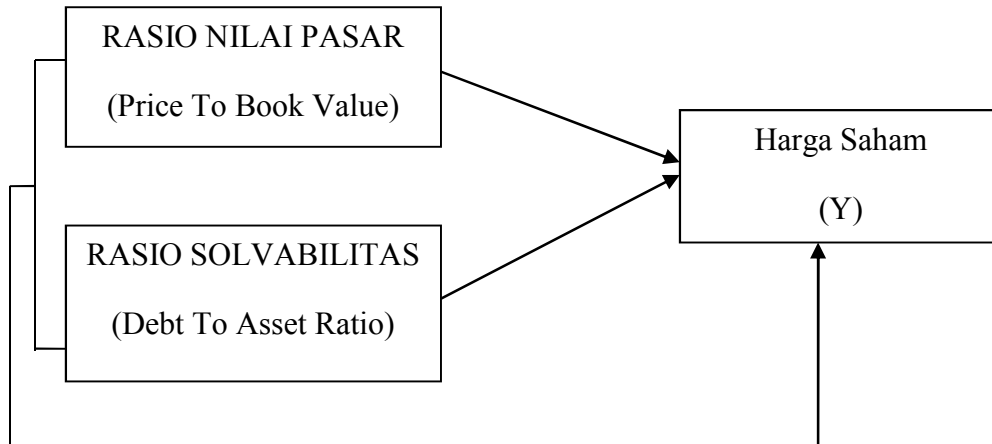 RASIO NILAI PASAR
(Price To Book Value)
Harga Saham
(Y)
RASIO SOLVABILITAS
(Debt To Asset Ratio)